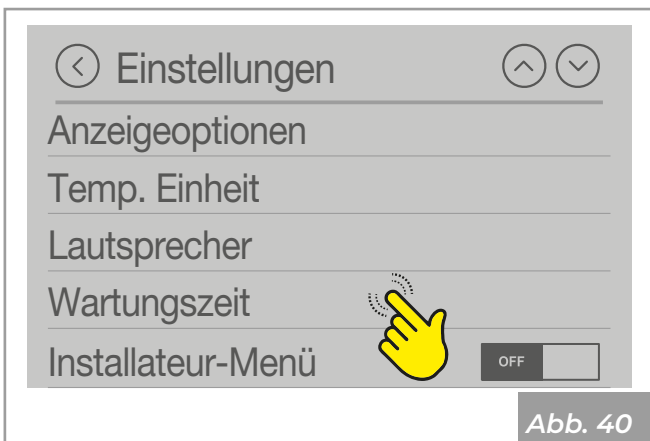 Einstellungen
Anzeigeoptionen
Temp. Einheit
Lautsprecher
Wartungszeit
Installateur-Menü OFF
Abb. 40